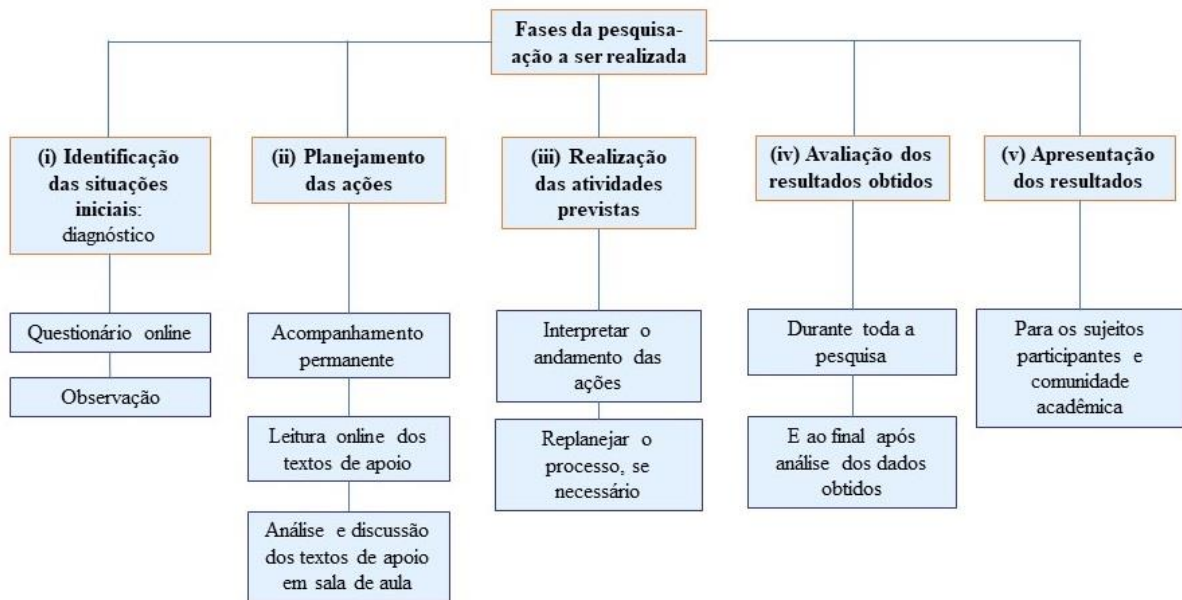 Fases da pesquisa-
ação a ser realizada
(i) Identificação
das situações
iniciais:
diagnóstico
Questionário online
Observação
(ii) Planejamento
das ações
Acompanhamento
permanente
Leitura online dos
textos de apoio
Análise e discussão
dos textos de apoio
em sala de aula
(iii) Realização
das atividades
previstas
Interpretar o
andamento das
ações
Replanejar o
processo, se
necessário
(iv) Avaliação dos
resultados obtidos
Durante toda a
pesquisa
E ao final após
análise dos dados
obtidos
(v) Apresentação
dos resultados
Para os sujeitos
participantes e
comunidade
acadêmica